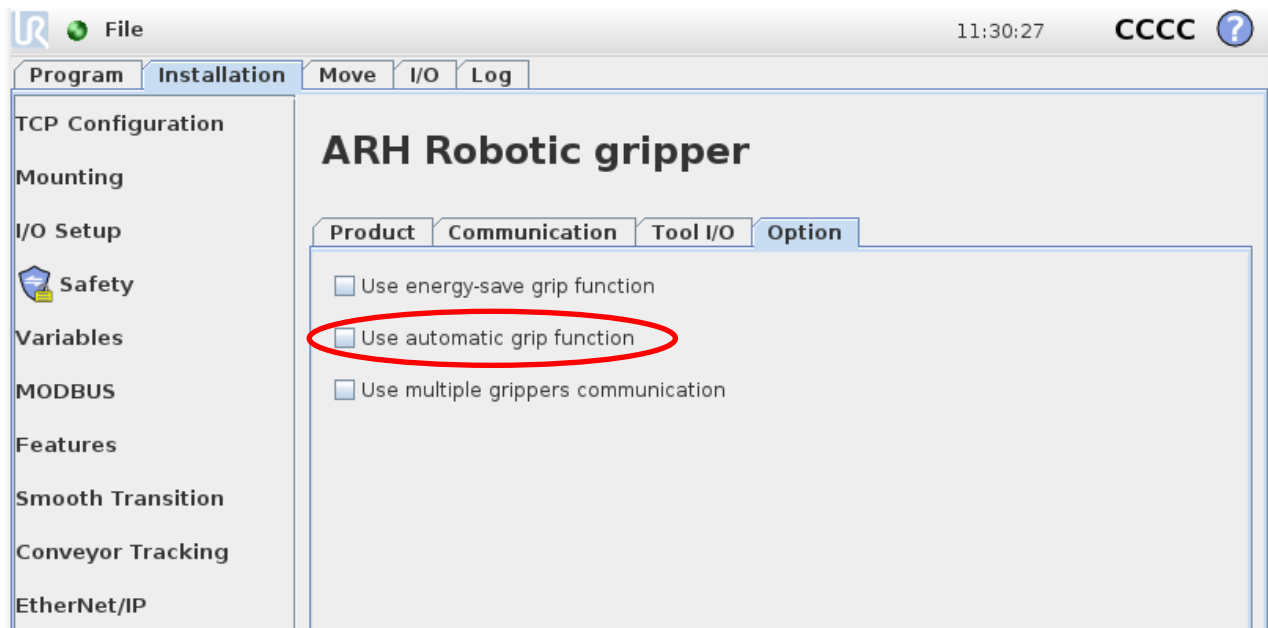 UR File 11:30:27 CCCC ?
Program Installation Move I/O Log
TCP Configuration
ARH Robotic gripper
Mounting
I/O Setup
Product Communication Tool I/O Option
Safety
Use energy-save grip function
Variables
Use automatic grip function
MODBUS
Use multiple grippers communication
Features
Smooth Transition
Conveyor Tracking
EtherNet/IP